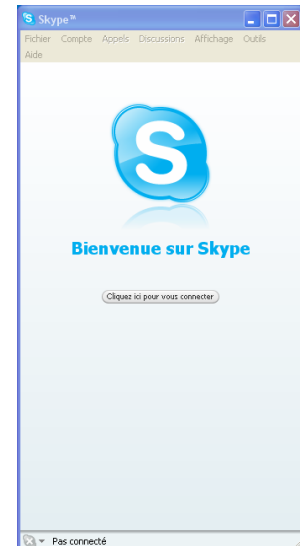 Skype™
Fichier Compte Appels Discussions Affichage Outils
Aide
S
Bienvenue sur Skype
Cliquez ici pour vous connecter
Pas connecté